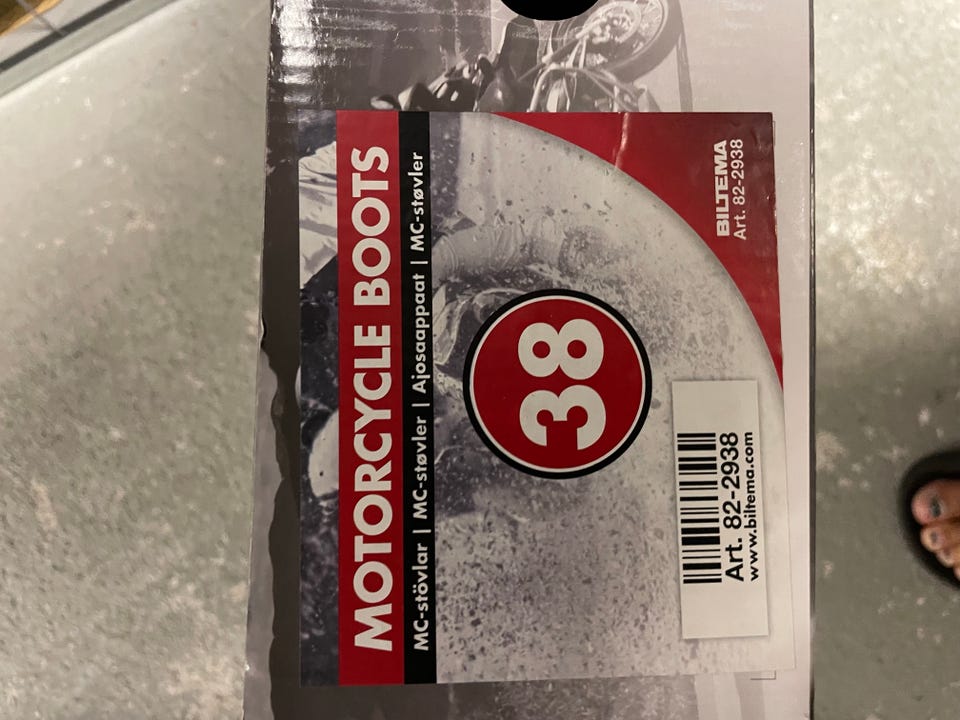 MOTORCYCLE BOOTS
MC-stövlar | MC-støvler | Ajosaappaat | MC-støvler
38
BILTEMA
Art. 82-2938
Art. 82-2938
www.biltema.com